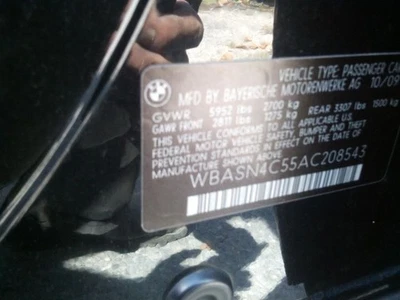 VEHICLE TYPE: PASSENGER CAR
MFD BY BAYERISCHE MOTORENWERKE AG 10/09
GVWR 5952 lbs 2700 kg
GAWR FRONT 2811 lbs 1275 kg REAR 3307 lbs 1500 kg
THIS VEHICLE CONFORMS TO ALL APPLICABLE
FEDERAL MOTOR VEHICLE SAFETY, BUMPER, AND
THEFT PREVENTION STANDARDS IN EFFECT ON THE
DATE OF MANUFACTURE SHOWN ABOVE.
WBASN4C55AC208543